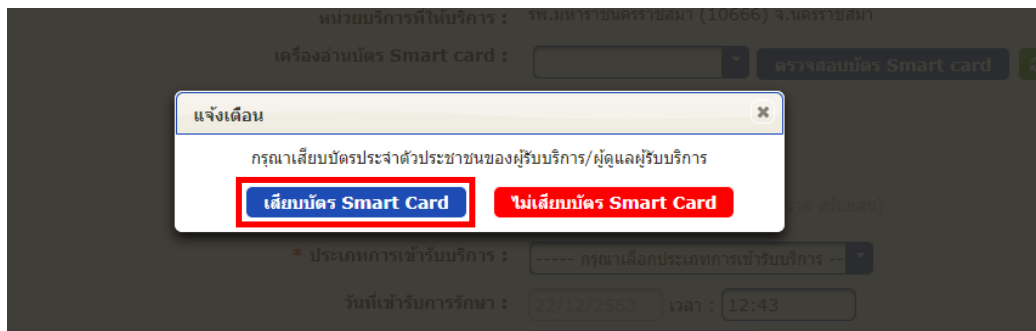 หน่วยบริการที่ให้บริการ : รพ.มหาราชนครราชสีมา (10666) จ.นครราชสีมา
เครื่องอ่านบัตร Smart card : ตรวจสอบบัตร Smart card
แจ้งเตือน
กรุณาเสียบบัตรประจำตัวประชาชนของผู้รับบริการ/ผู้ดูแลผู้รับบริการ
เสียบบัตร Smart Card ไม่เสียบบัตร Smart Card
* ประเภทการเข้ารับบริการ : ----- กรุณาเลือกประเภทการเข้ารับบริการ --
วันที่เข้ารับการรักษา : 22/12/2563 เวลา : 12:43